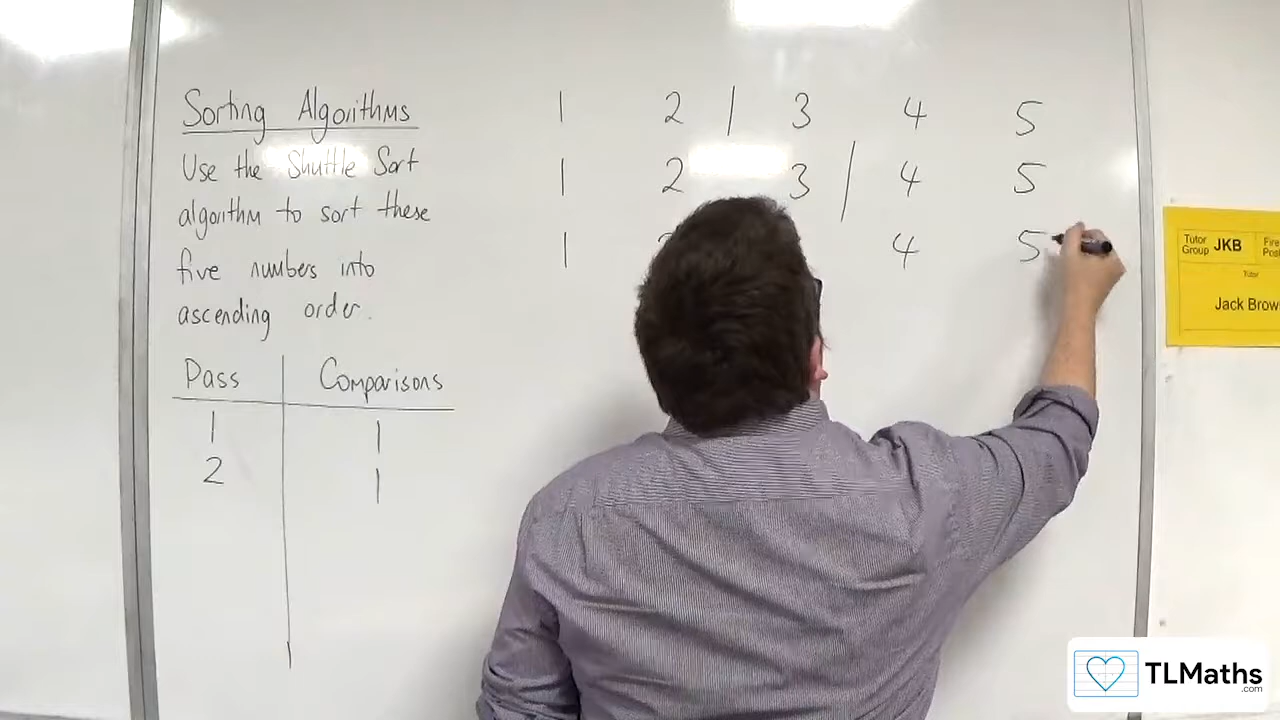 Sorting Algorithms
Use the Shuttle Sort
algorithm to sort these
five numbers into
ascending order.
Pass Comparisons
1 1
2 1
1 2 | 3 4 5
1 2 3 | 4 5
1 4 5
Tutor Group JKB
Tutor
Jack Brow
TLMaths
.com